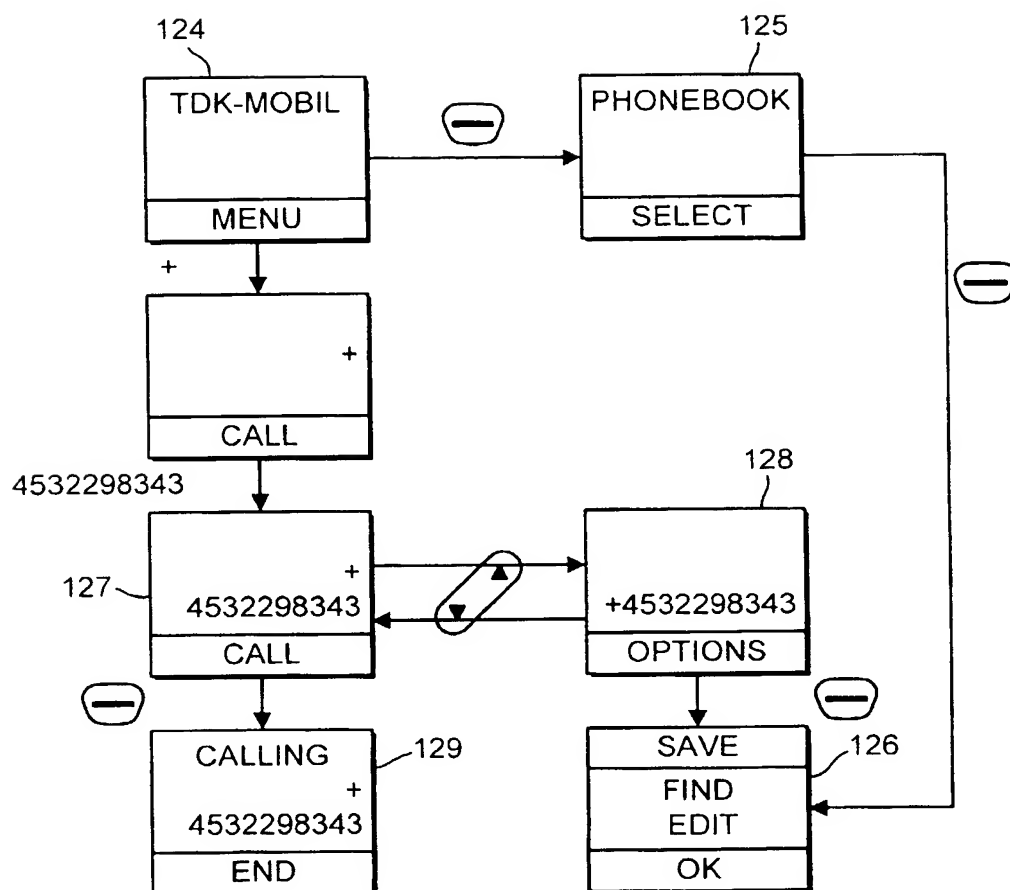 124
125
TDK-MOBIL
MENU
PHONEBOOK
SELECT
+
+
CALL
4532298343
127
+
4532298343
CALL
128
+4532298343
OPTIONS
129
CALLING
+
4532298343
END
126
SAVE
FIND
EDIT
OK